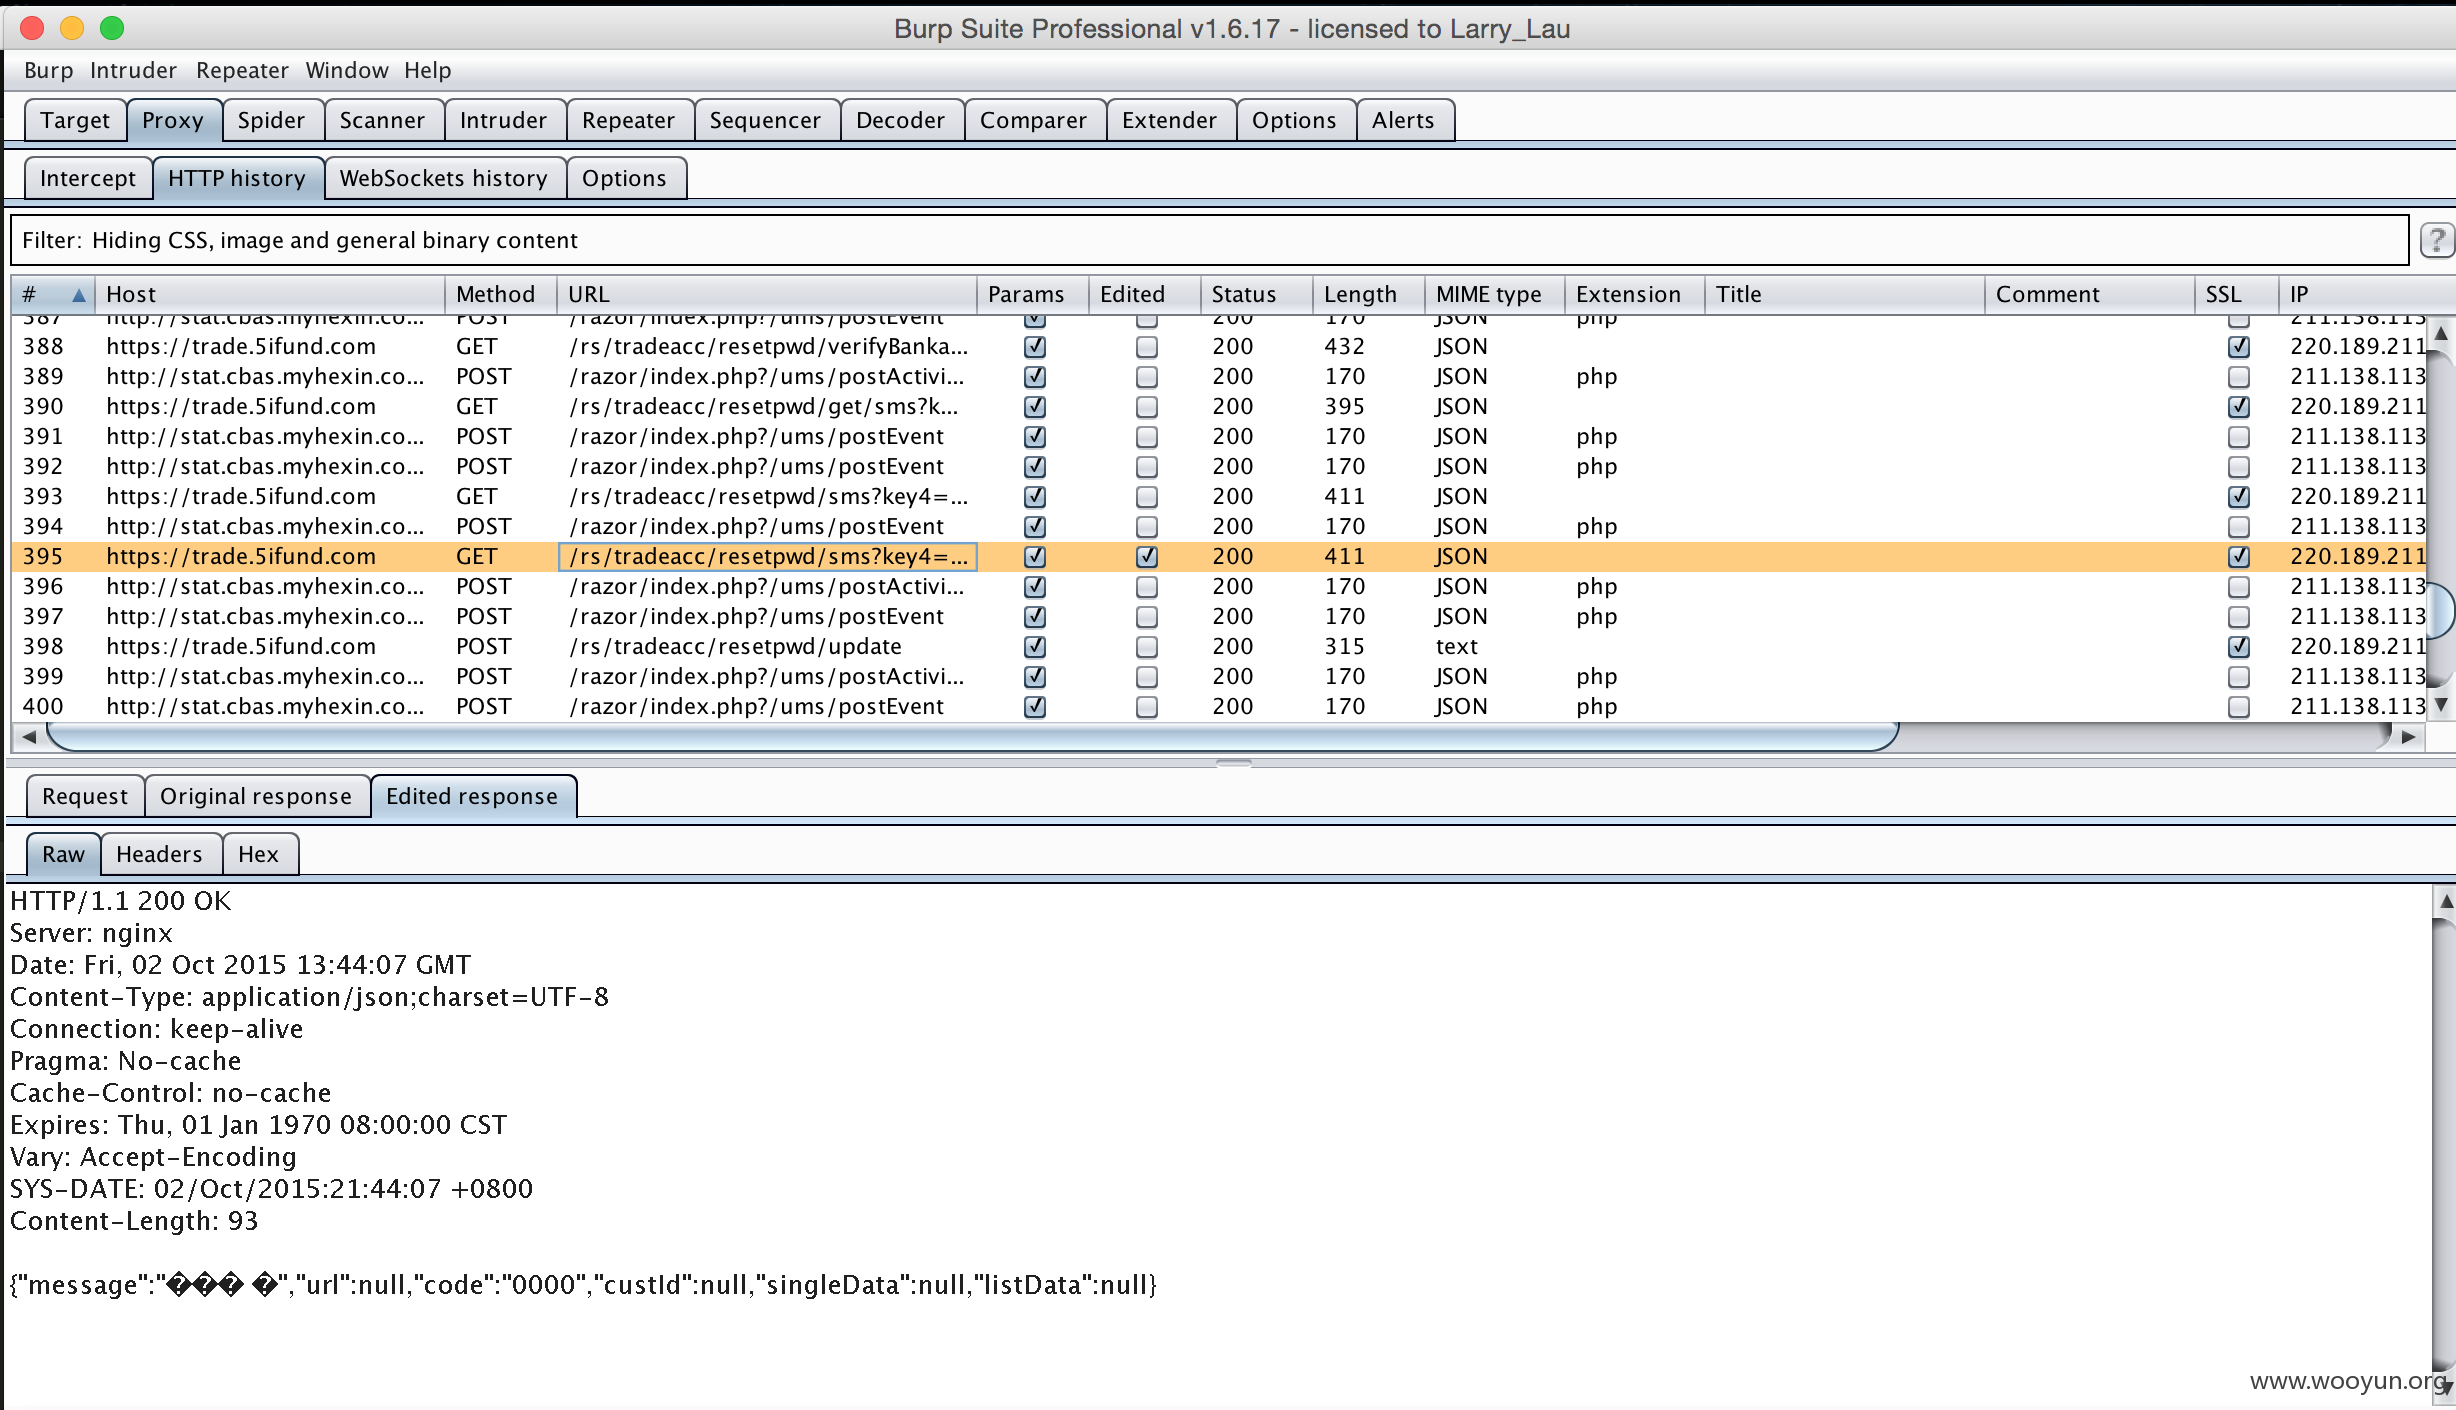 Burp Suite Professional v1.6.17 - licensed to Larry_Lau
Burp Intruder Repeater Window Help
Target Proxy Spider Scanner Intruder Repeater Sequencer Decoder Comparer Extender Options Alerts
Intercept HTTP history WebSockets history Options
Filter: Hiding CSS, image and general binary content ?
# Host Method URL Params Edited Status Length MIME type Extension Title Comment SSL IP
387 http://stat.cbas.myhexin.co... POST /razor/index.php?/ums/postEvent 200 170 JSON php 211.138.113
388 https://trade.5ifund.com GET /rs/tradeacc/resetpwd/verifyBanka... 200 432 JSON 220.189.211
389 http://stat.cbas.myhexin.co... POST /razor/index.php?/ums/postActivi... 200 170 JSON php 211.138.113
390 https://trade.5ifund.com GET /rs/tradeacc/resetpwd/get/sms?k... 200 395 JSON 220.189.211
391 http://stat.cbas.myhexin.co... POST /razor/index.php?/ums/postEvent 200 170 JSON php 211.138.113
392 http://stat.cbas.myhexin.co... POST /razor/index.php?/ums/postEvent 200 170 JSON php 211.138.113
393 https://trade.5ifund.com GET /rs/tradeacc/resetpwd/sms?key4=... 200 411 JSON 220.189.211
394 http://stat.cbas.myhexin.co... POST /razor/index.php?/ums/postEvent 200 170 JSON php 211.138.113
395 https://trade.5ifund.com GET /rs/tradeacc/resetpwd/sms?key4=... 200 411 JSON 220.189.211
396 http://stat.cbas.myhexin.co... POST /razor/index.php?/ums/postActivi... 200 170 JSON php 211.138.113
397 http://stat.cbas.myhexin.co... POST /razor/index.php?/ums/postEvent 200 170 JSON php 211.138.113
398 https://trade.5ifund.com POST /rs/tradeacc/resetpwd/update 200 315 text 220.189.211
399 http://stat.cbas.myhexin.co... POST /razor/index.php?/ums/postActivi... 200 170 JSON php 211.138.113
400 http://stat.cbas.myhexin.co... POST /razor/index.php?/ums/postEvent 200 170 JSON php 211.138.113
Request Original response Edited response
Raw Headers Hex
HTTP/1.1 200 OK
Server: nginx
Date: Fri, 02 Oct 2015 13:44:07 GMT
Content-Type: application/json;charset=UTF-8
Connection: keep-alive
Pragma: No-cache
Cache-Control: no-cache
Expires: Thu, 01 Jan 1970 08:00:00 CST
Vary: Accept-Encoding
SYS-DATE: 02/Oct/2015:21:44:07 +0800
Content-Length: 93
{"message":"��� �","url":null,"code":"0000","custId":null,"singleData":null,"listData":null}
www.wooyun.org